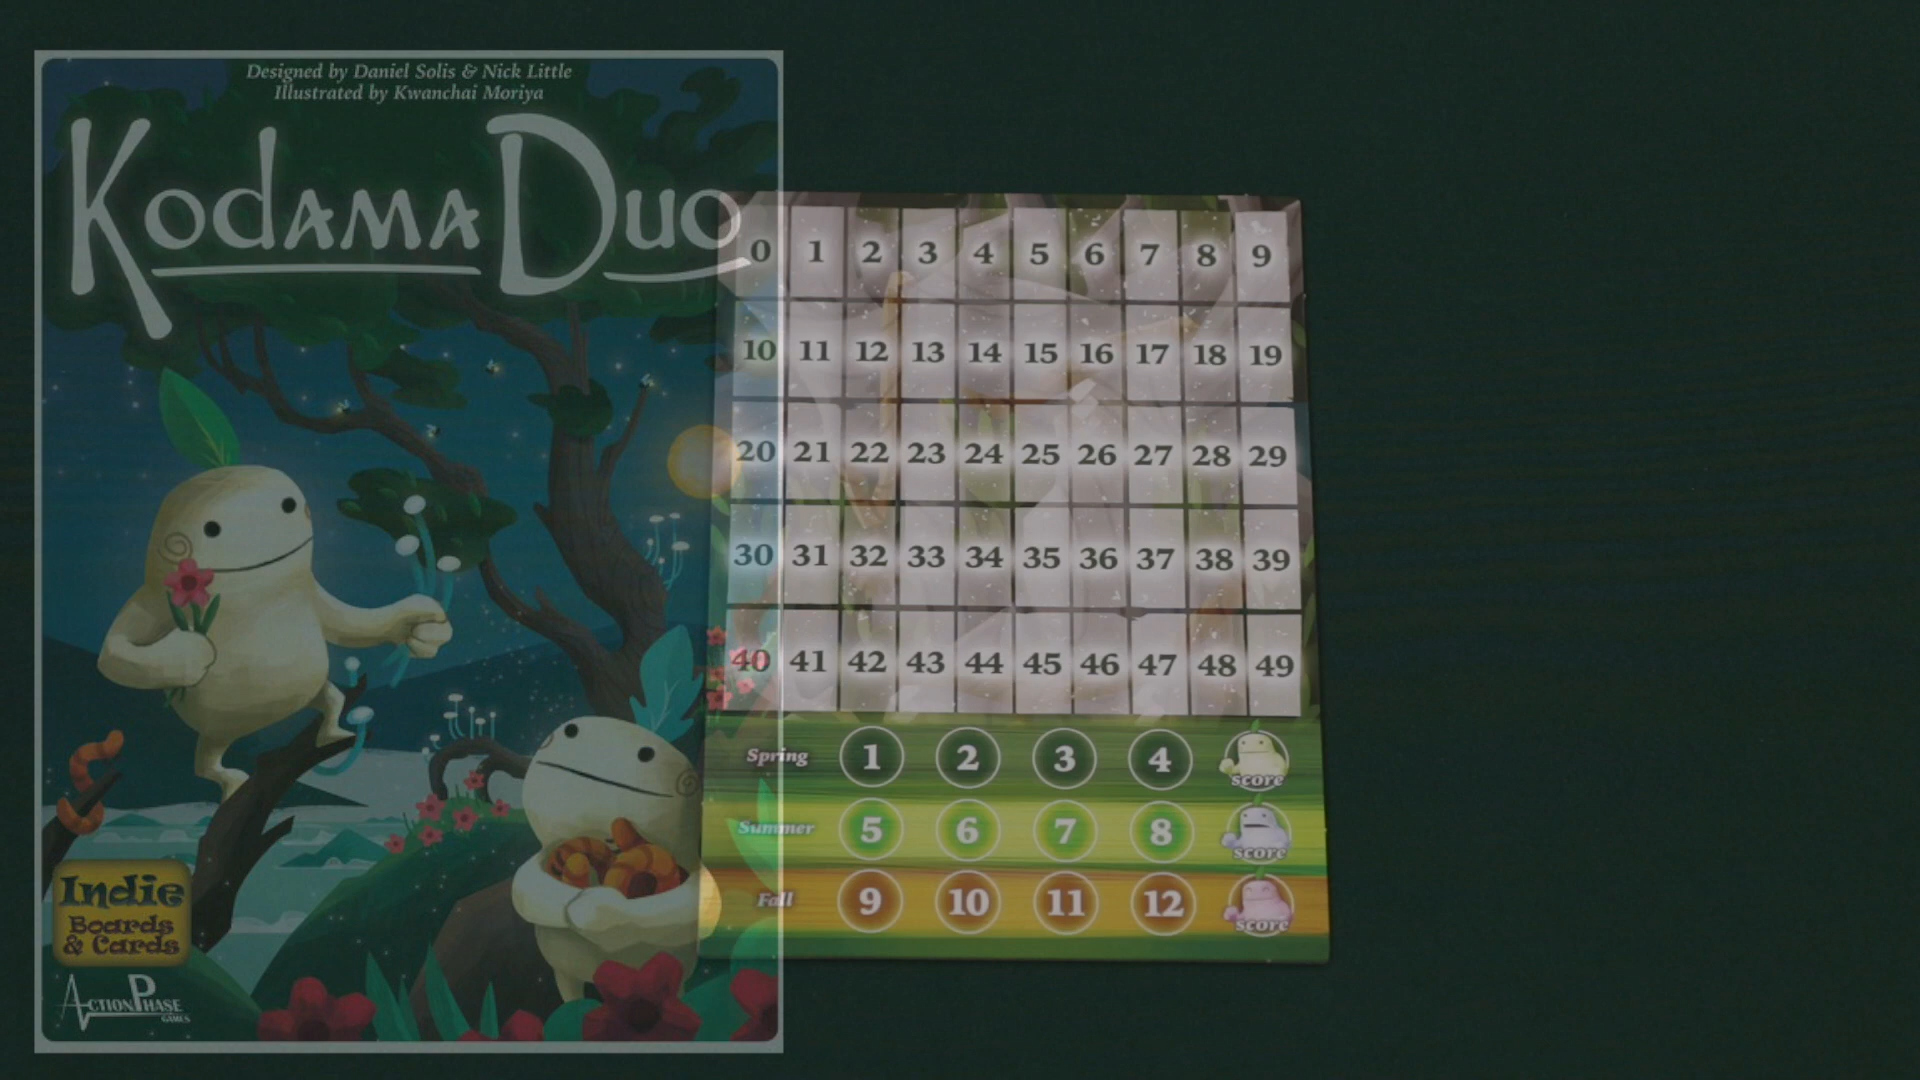 Designed by Daniel Solis & Nick Little
Illustrated by Kwanchai Moriya
Kodama Duo
0 1 2 3 4 5 6 7 8 9
10 11 12 13 14 15 16 17 18 19
20 21 22 23 24 25 26 27 28 29
30 31 32 33 34 35 36 37 38 39
40 41 42 43 44 45 46 47 48 49
Spring 1 2 3 4 score
Summer 5 6 7 8 score
Fall 9 10 11 12 score
Indie
Boards
& Cards
ActionPhase
Games